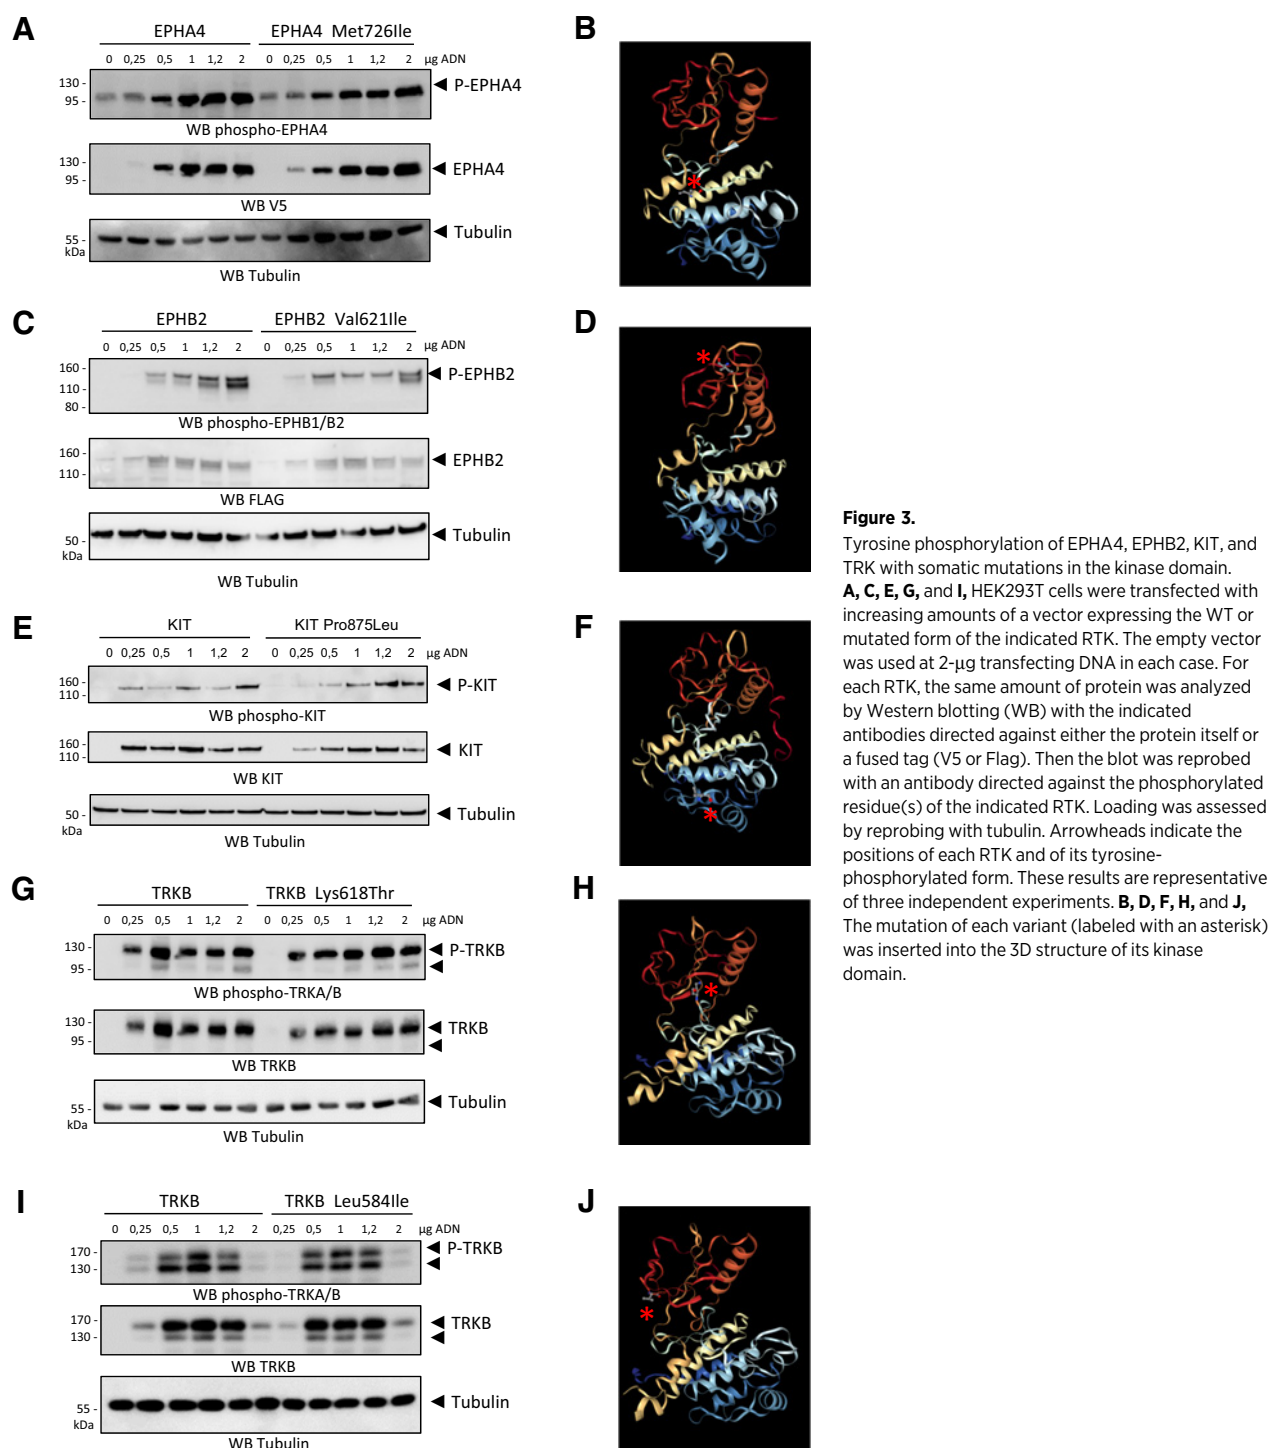 A
EPHA4 EPHA4 Met726Ile
0 0,25 0,5 1 1,2 2 0 0,25 0,5 1 1,2 2 µg ADN
130 -
95 -
P-EPHA4
WB phospho-EPHA4
130 -
95 -
EPHA4
WB V5
55 -
kDa
Tubulin
WB Tubulin
B
*
C
EPHB2 EPHB2 Val621Ile
0 0,25 0,5 1 1,2 2 0 0,25 0,5 1 1,2 2 µg ADN
160 -
110 -
80 -
P-EPHB2
WB phospho-EPHB1/B2
160 -
110 -
EPHB2
WB FLAG
50 -
kDa
Tubulin
WB Tubulin
D
*
E
KIT KIT Pro875Leu
0 0,25 0,5 1 1,2 2 0 0,25 0,5 1 1,2 2 µg ADN
160 -
110 -
P-KIT
WB phospho-KIT
160 -
110 -
KIT
WB KIT
50 -
kDa
Tubulin
WB Tubulin
F
*
G
TRKB TRKB Lys618Thr
0 0,25 0,5 1 1,2 2 0 0,25 0,5 1 1,2 2 µg ADN
130 -
95 -
P-TRKB
WB phospho-TRKA/B
130 -
95 -
TRKB
WB TRKB
55 -
kDa
Tubulin
WB Tubulin
H
*
I
TRKB TRKB Leu584Ile
0 0,25 0,5 1 1,2 2 0,25 0,5 1 1,2 2 µg ADN
170 -
130 -
P-TRKB
WB phospho-TRKA/B
170 -
130 -
TRKB
WB TRKB
55 -
kDa
Tubulin
WB Tubulin
J
*
Figure 3.
Tyrosine phosphorylation of EPHA4, EPHB2, KIT, and
TRK with somatic mutations in the kinase domain.
A, C, E, G, and I, HEK293T cells were transfected with
increasing amounts of a vector expressing the WT or
mutated form of the indicated RTK. The empty vector
was used at 2-µg transfecting DNA in each case. For
each RTK, the same amount of protein was analyzed
by Western blotting (WB) with the indicated
antibodies directed against either the protein itself or
a fused tag (V5 or Flag). Then the blot was reprobed
with an antibody directed against the phosphorylated
residue(s) of the indicated RTK. Loading was assessed
by reprobing with tubulin. Arrowheads indicate the
positions of each RTK and of its tyrosine-
phosphorylated form. These results are representative
of three independent experiments. B, D, F, H, and J,
The mutation of each variant (labeled with an asterisk)
was inserted into the 3D structure of its kinase
domain.